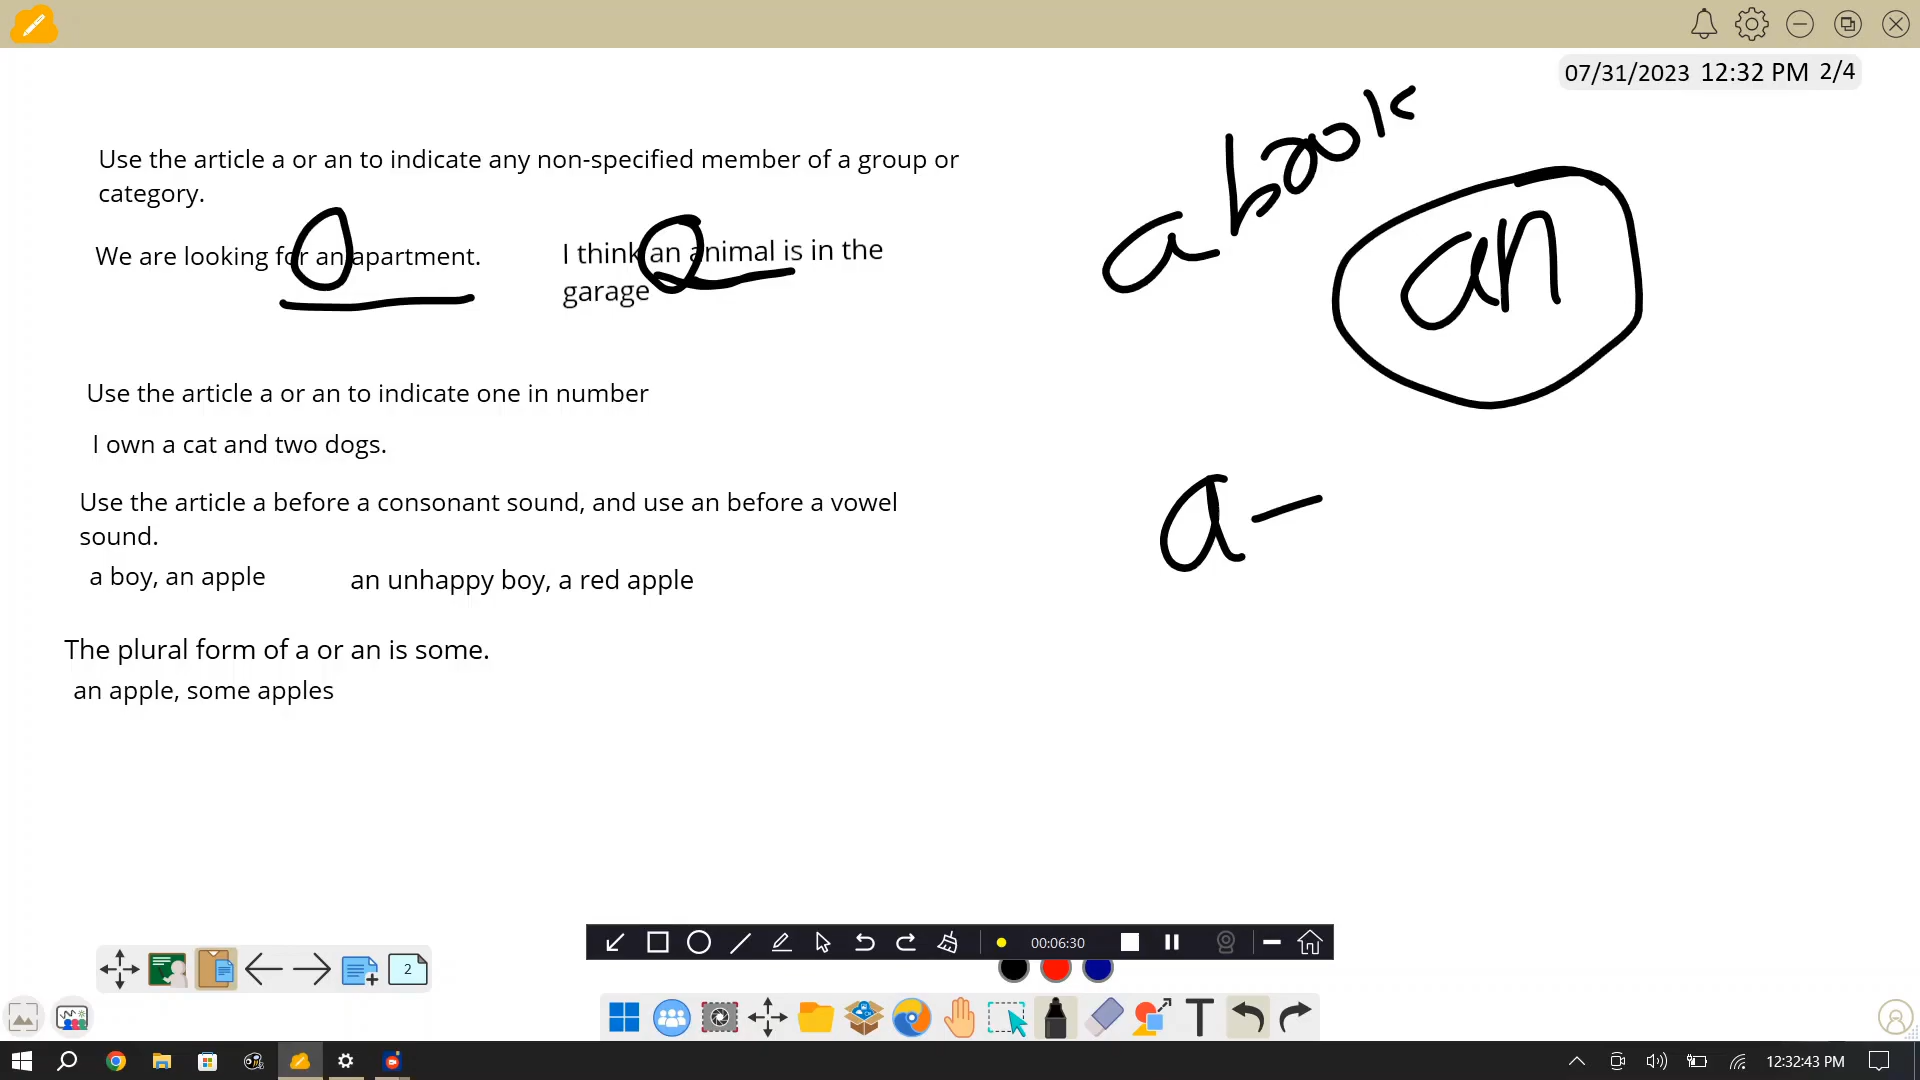 07/31/2023 12:32 PM 2/4
Use the article a or an to indicate any non-specified member of a group or
category.
We are looking for an apartment.
I think an animal is in the
garage
a book
an
Use the article a or an to indicate one in number
I own a cat and two dogs.
Use the article a before a consonant sound, and use an before a vowel
sound.
a boy, an apple
an unhappy boy, a red apple
a –
The plural form of a or an is some.
an apple, some apples
00:06:30
2
12:32:43 PM